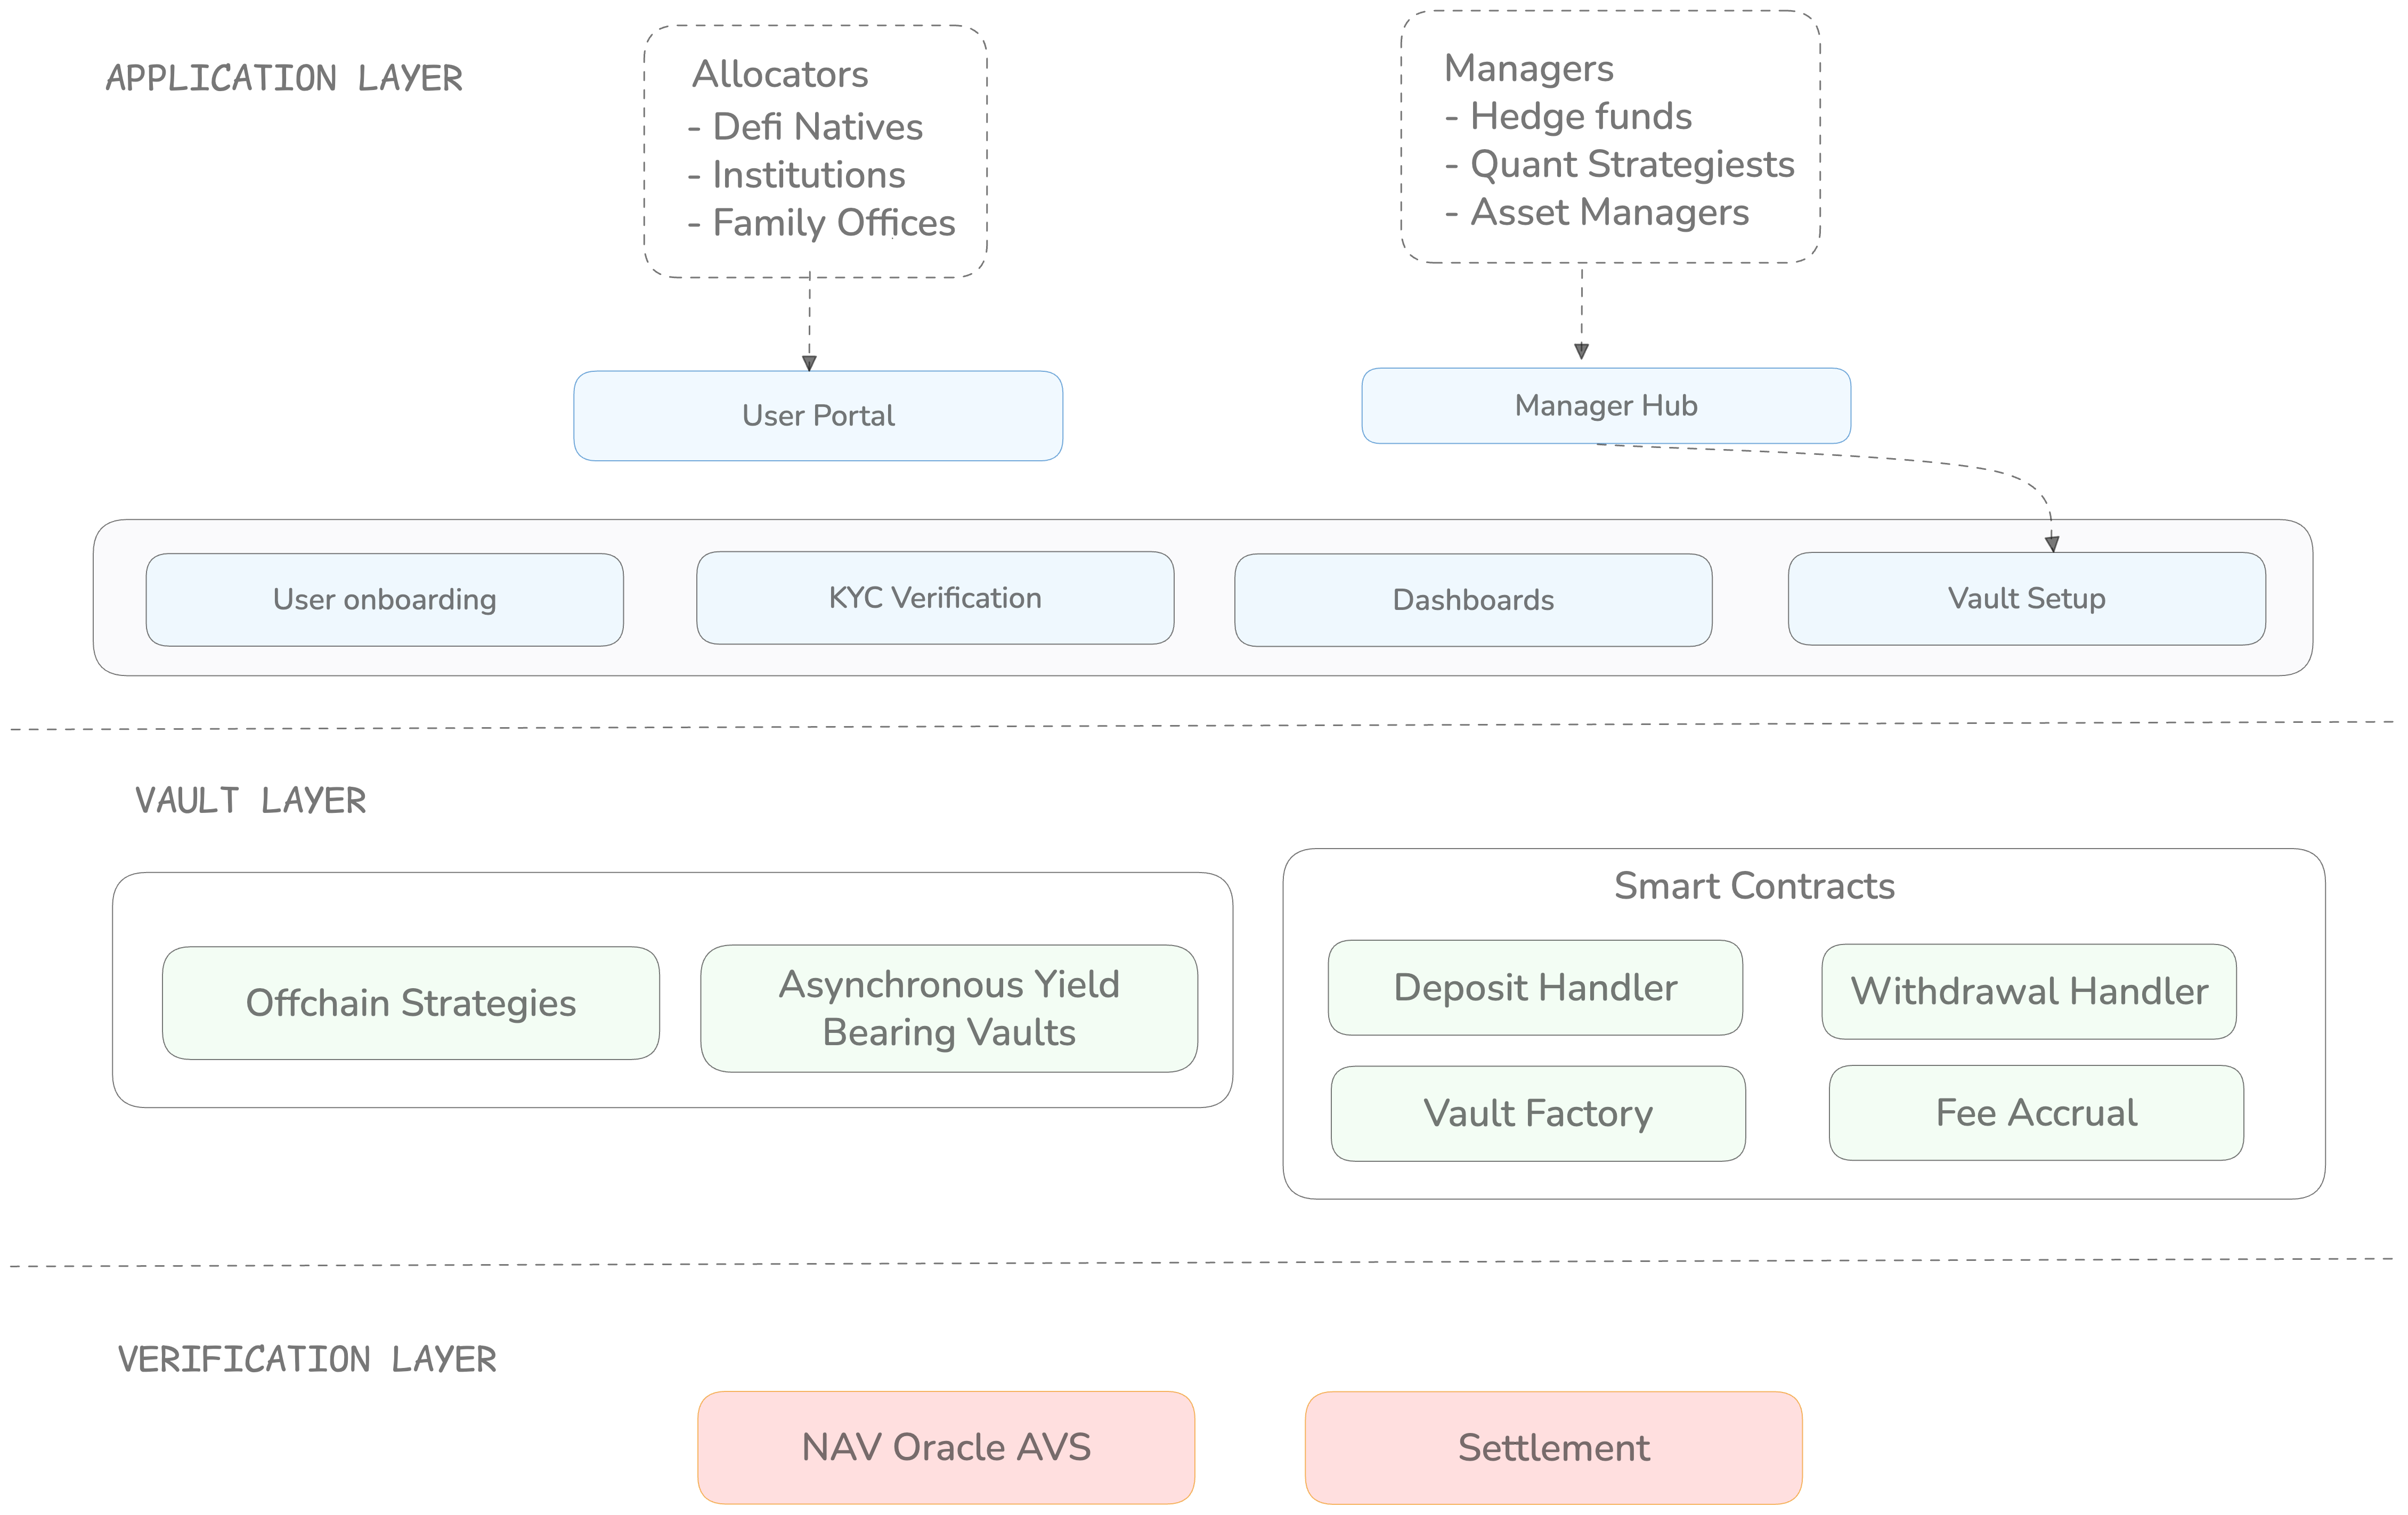 APPLICATION LAYER
Allocators
- Defi Natives
- Institutions
- Family Offices
Managers
- Hedge funds
- Quant Strategiests
- Asset Managers
User Portal
Manager Hub
User onboarding
KYC Verification
Dashboards
Vault Setup
VAULT LAYER
Offchain Strategies
Asynchronous Yield
Bearing Vaults
Smart Contracts
Deposit Handler
Withdrawal Handler
Vault Factory
Fee Accrual
VERIFICATION LAYER
NAV Oracle AVS
Settlement